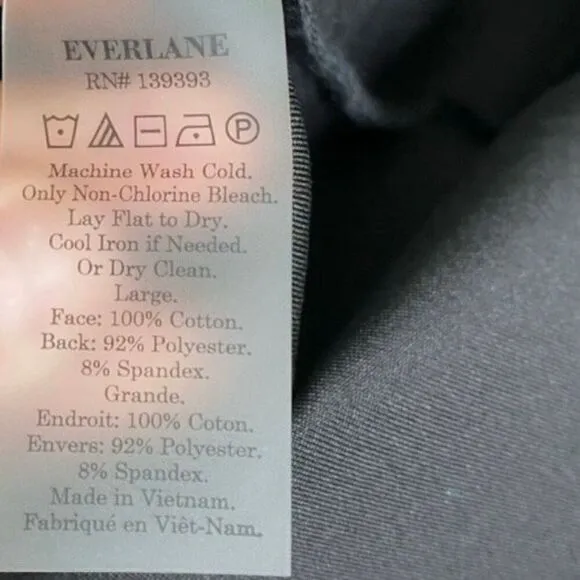 EVERLANE
RN# 139393
P
Machine Wash Cold.
Only Non-Chlorine Bleach.
Lay Flat to Dry.
Cool Iron if Needed.
Or Dry Clean.
Large.
Face: 100% Cotton.
Back: 92% Polyester.
8% Spandex.
Grande.
Endroit: 100% Coton.
Envers: 92% Polyester.
8% Spandex.
Made in Vietnam.
Fabriqué en Viêt-Nam.